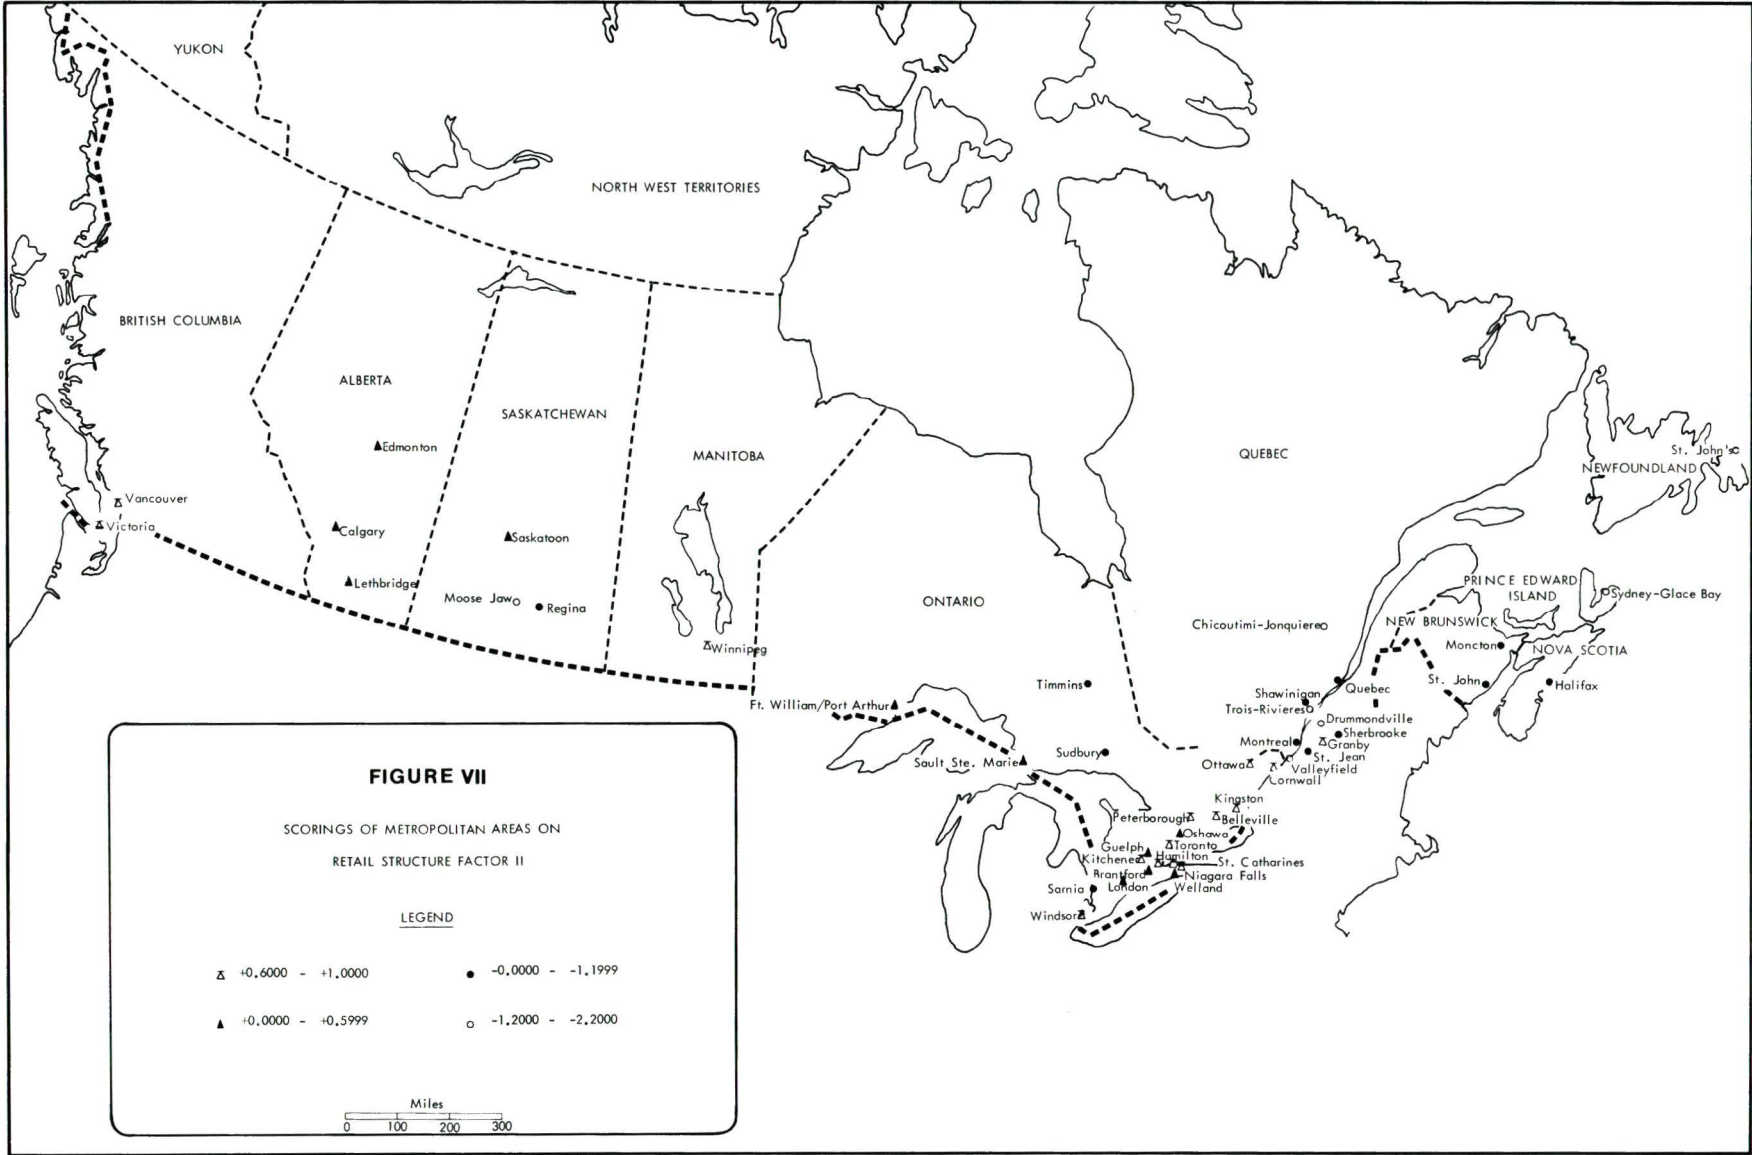 YUKON
NORTH WEST TERRITORIES
BRITISH COLUMBIA
ALBERTA
SASKATCHEWAN
MANITOBA
QUEBEC
ONTARIO
St. John's
NEWFOUNDLAND
Edmonton
Vancouver
Victoria
Calgary
Saskatoon
Lethbridge
Moose Jaw
Regina
Winnipeg
PRINCE EDWARD
ISLAND
Sydney-Glace Bay
NEW BRUNSWICK
Chicoutimi-Jonquiere
Moncton
NOVA SCOTIA
St. John
Halifax
Timmins
Quebec
Shawinigan
Trois-Rivieres
Ft. William/Port Arthur
Drummondville
Sherbrooke
Montreal
Granby
Sudbury
St. Jean
Sault Ste. Marie
Ottawa
Valleyfield
Cornwall
Kingston
Peterborough
Belleville
Oshawa
Toronto
Guelph
Hamilton
Kitchener
St. Catharines
Brantford
Niagara Falls
London
Welland
Sarnia
Windsor
FIGURE VII
SCORINGS OF METROPOLITAN AREAS ON
RETAIL STRUCTURE FACTOR II
LEGEND
+0.6000 - +1.0000
-0.0000 - -1.1999
+0.0000 - +0.5999
-1.2000 - -2.2000
Miles
0 100 200 300